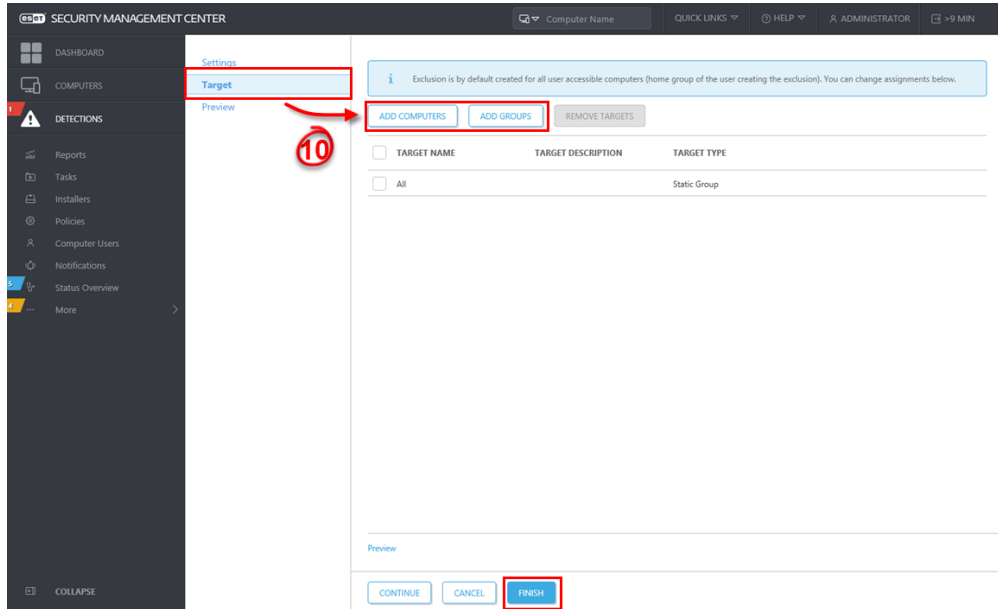 eset SECURITY MANAGEMENT CENTER Computer Name QUICK LINKS HELP ADMINISTRATOR >9 MIN
DASHBOARD
COMPUTERS
1
DETECTIONS
Reports
Tasks
Installers
Policies
Computer Users
Notifications
5
Status Overview
4
More
COLLAPSE
Settings
Target
Preview
10
Exclusion is by default created for all user accessible computers (home group of the user creating the exclusion). You can change assignments below.
ADD COMPUTERS ADD GROUPS REMOVE TARGETS
TARGET NAME TARGET DESCRIPTION TARGET TYPE
All Static Group
Preview
CONTINUE CANCEL FINISH